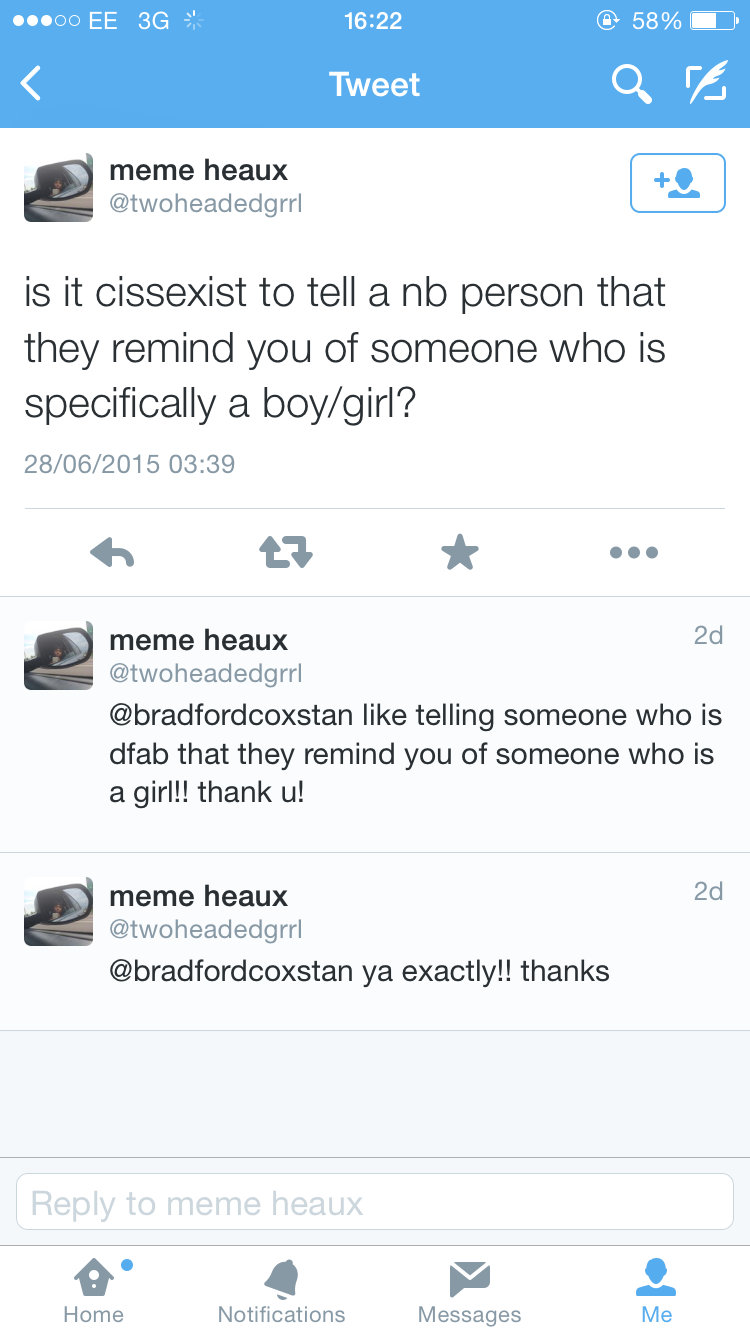 EE 3G 16:22 58%
Tweet
meme heaux
@twoheadedgrrl
is it cissexist to tell a nb person that
they remind you of someone who is
specifically a boy/girl?
28/06/2015 03:39
meme heaux 2d
@twoheadedgrrl
@bradfordcoxstan like telling someone who is
dfab that they remind you of someone who is
a girl!! thank u!
meme heaux 2d
@twoheadedgrrl
@bradfordcoxstan ya exactly!! thanks
Reply to meme heaux
Home Notifications Messages Me